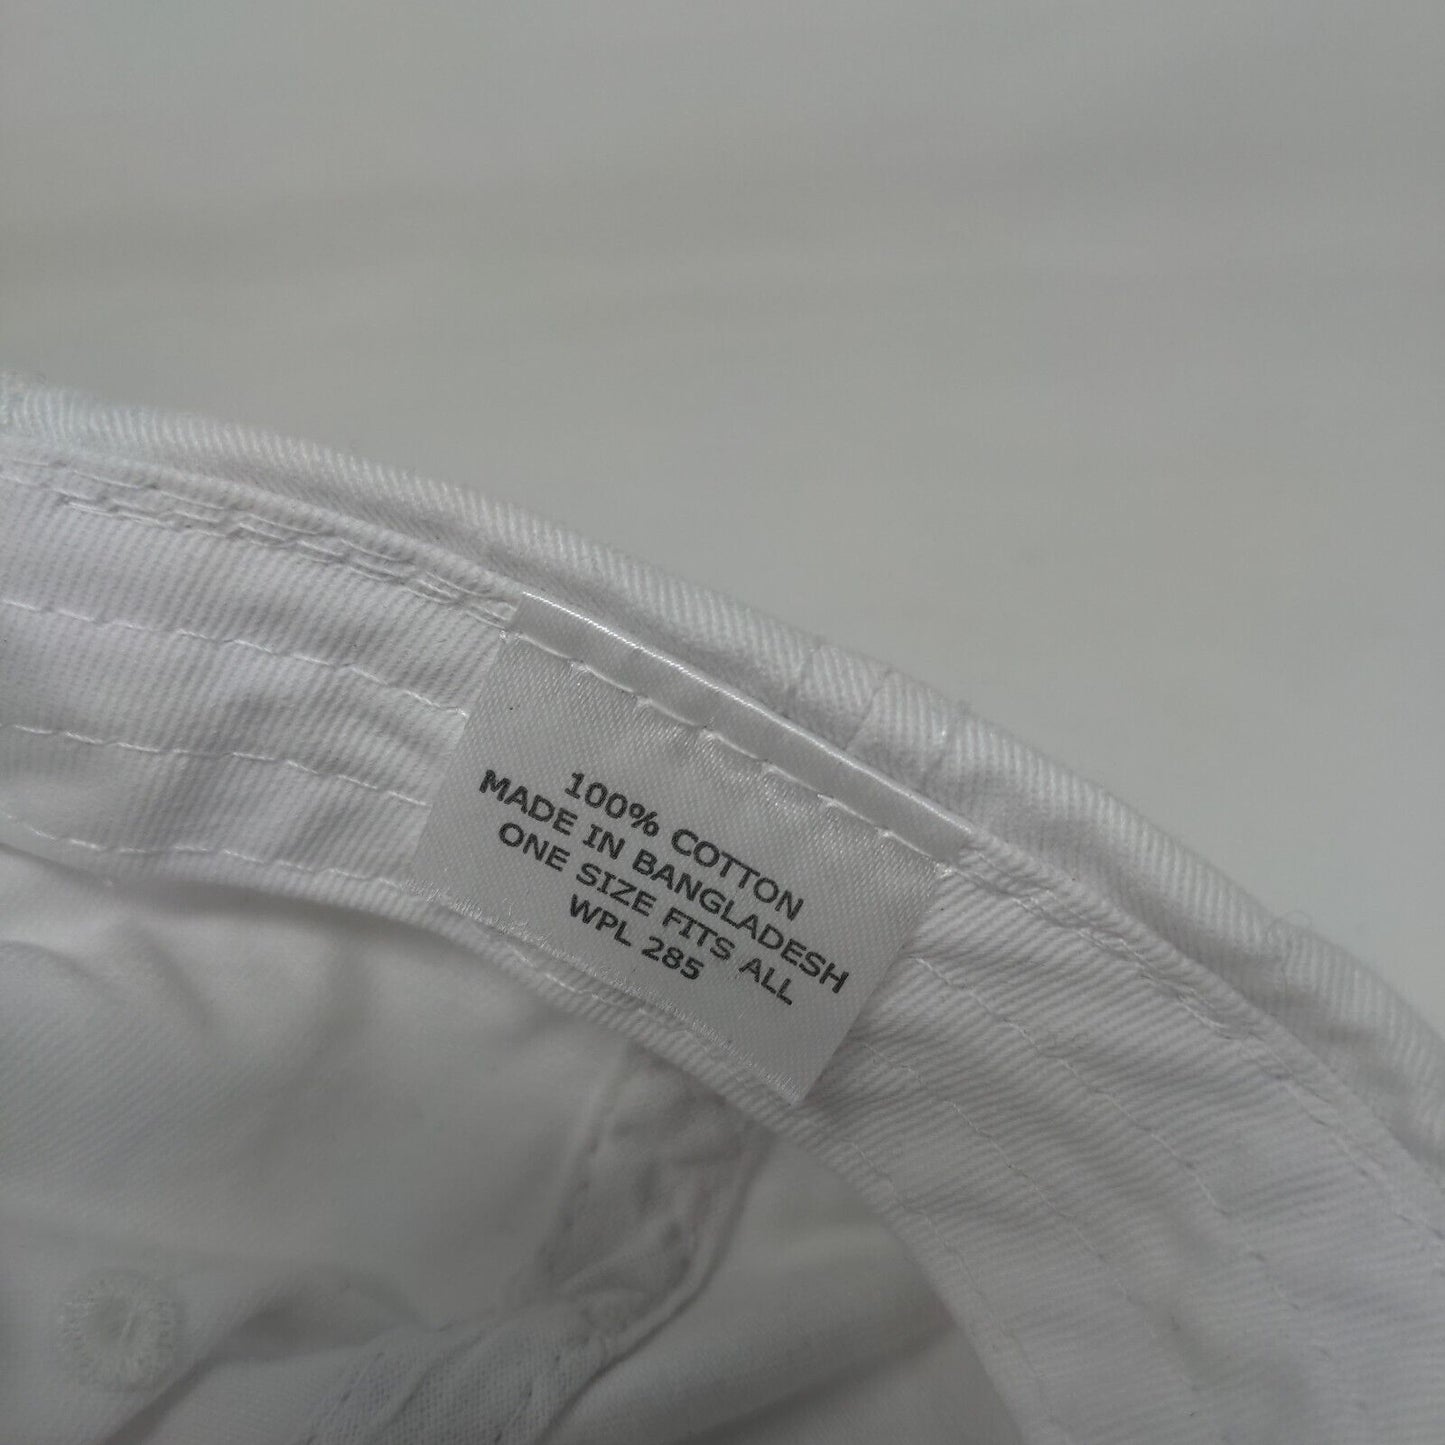 100% COTTON
MADE IN BANGLADESH
ONE SIZE FITS ALL
WPL 285